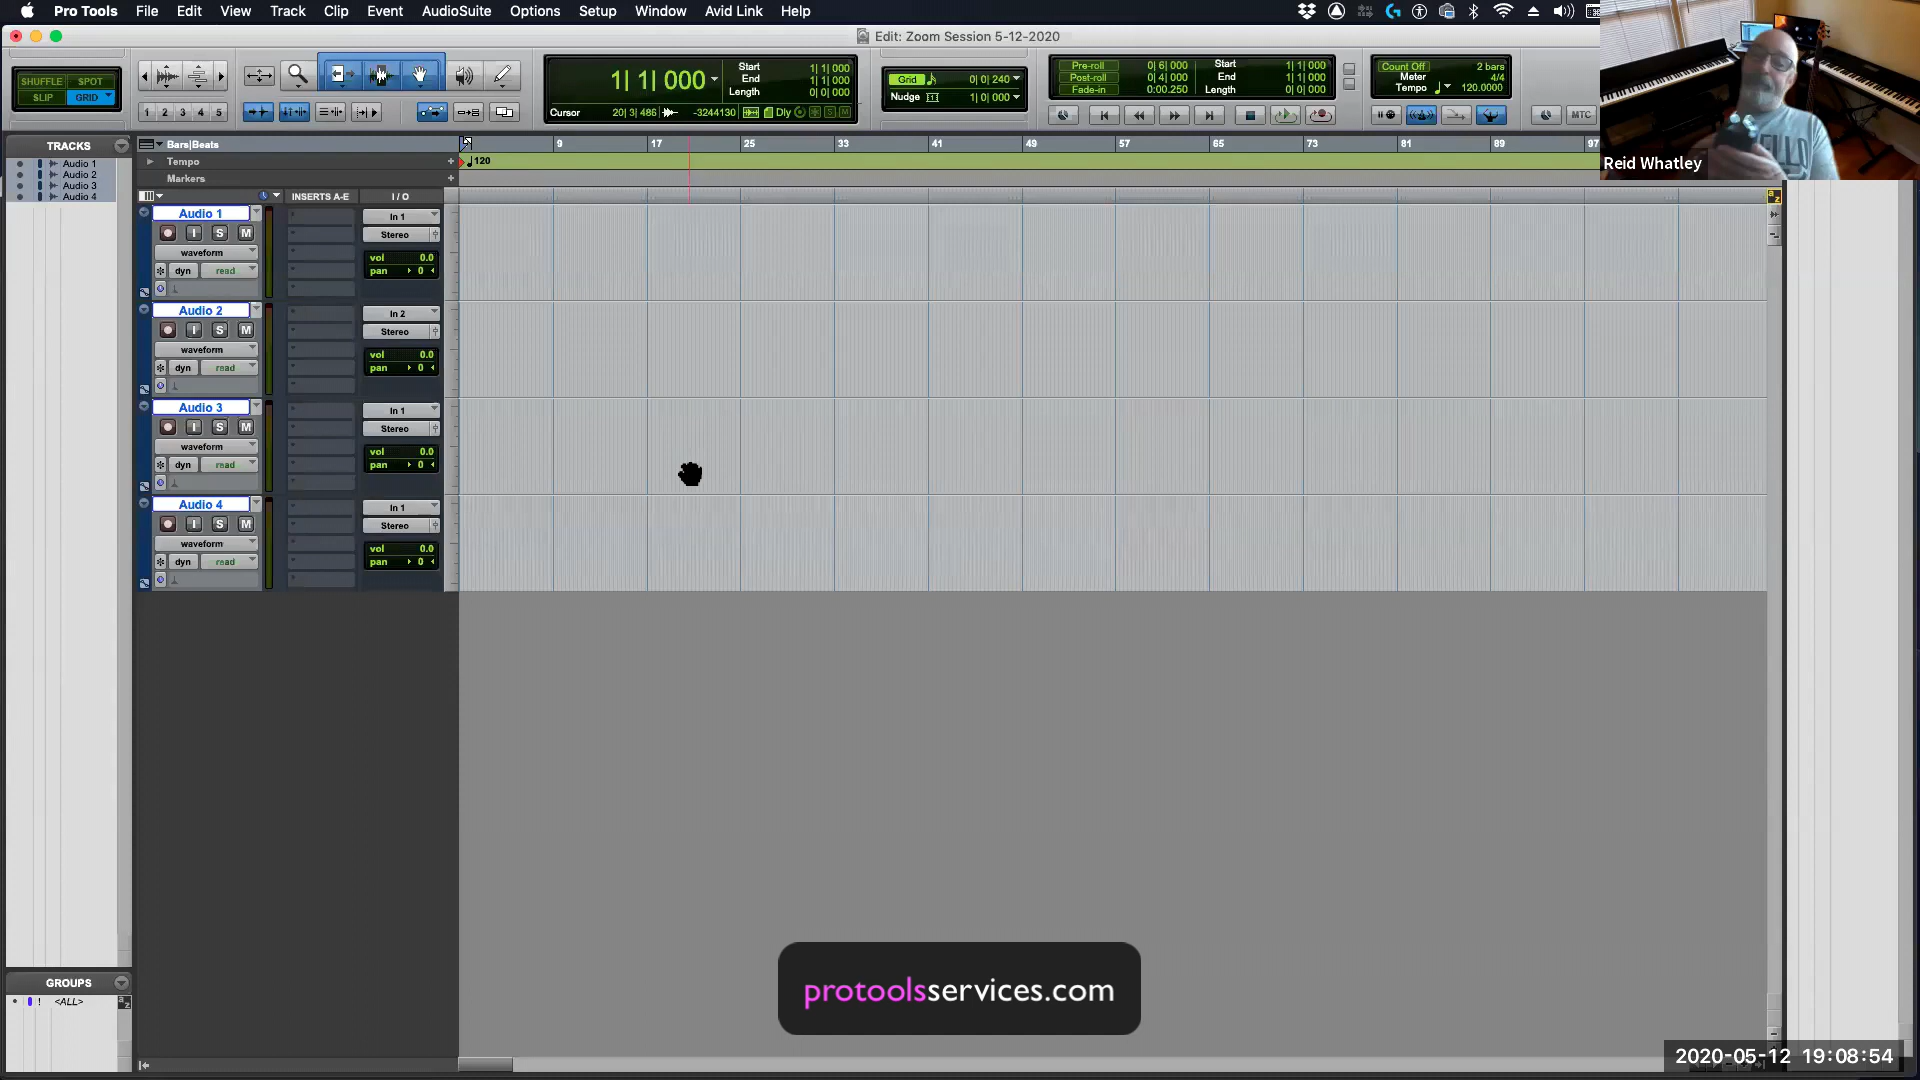 Pro Tools File Edit View Track Clip Event AudioSuite Options Setup Window Avid Link Help
Edit: Zoom Session 5-12-2020
SHUFFLE SPOT
SLIP GRID
1 2 3 4 5
1| 1| 000
Start 1| 1| 000
End 1| 1| 000
Length 0| 0| 000
Cursor 20| 3| 486 -3244130 Dly S M
Grid 0| 0| 240
Nudge 1| 0| 000
Pre-roll 0| 6| 000
Post-roll 0| 4| 000
Fade-in 0:00.250
Start 1| 1| 000
End 1| 1| 000
Length 0| 0| 000
Count Off 2 bars
Meter 4/4
Tempo 120.0000
MTC
Reid Whatley
TRACKS
Audio 1
Audio 2
Audio 3
Audio 4
Bars|Beats 9 17 25 33 41 49 57 65 73 81 89 97
Tempo 120
Markers
INSERTS A-E I / O
Audio 1 In 1
I S M Stereo
waveform vol 0.0
dyn read pan 0
Audio 2 In 2
I S M Stereo
waveform vol 0.0
dyn read pan 0
Audio 3 In 1
I S M Stereo
waveform vol 0.0
dyn read pan 0
Audio 4 In 1
I S M Stereo
waveform vol 0.0
dyn read pan 0
GROUPS
! <ALL>
a z
protoolsservices.com
2020-05-12 19:08:54